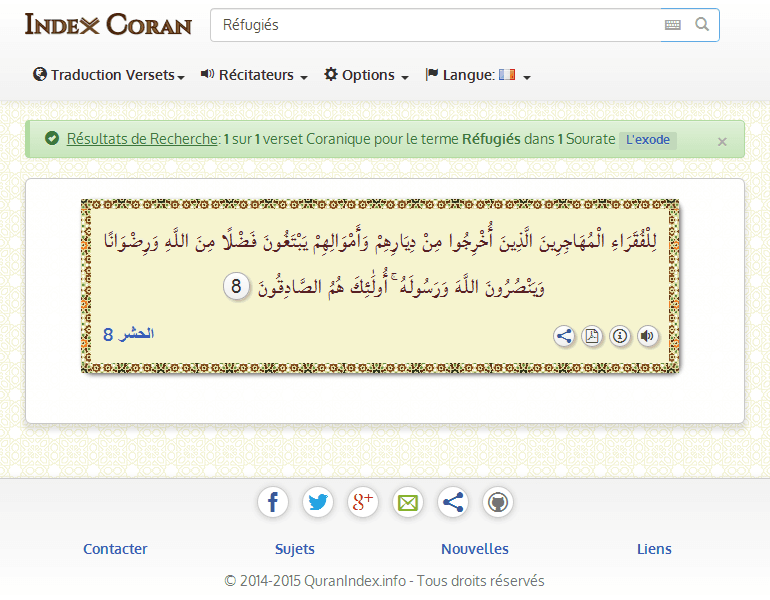 INDEX CORAN
Réfugiés
Traduction Versets Récitateurs Options Langue:
Résultats de Recherche: 1 sur 1 verset Coranique pour le terme Réfugiés dans 1 Sourate L'exode ×
لِلْفُقَرَاءِ الْمُهَاجِرِينَ الَّذِينَ أُخْرِجُوا مِنْ دِيَارِهِمْ وَأَمْوَالِهِمْ يَبْتَغُونَ فَضْلًا مِنَ اللَّهِ وَرِضْوَانًا
وَيَنْصُرُونَ اللَّهَ وَرَسُولَهُ ۚ أُولَٰئِكَ هُمُ الصَّادِقُونَ 8
الحشر 8
Contacter Sujets Nouvelles Liens
© 2014-2015 QuranIndex.info - Tous droits réservés